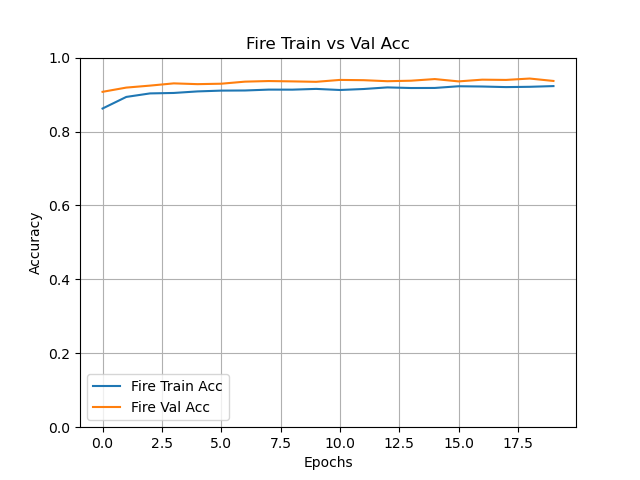 Fire Train vs Val Acc
1.0
0.8
0.6
0.4
0.2
0.0
Accuracy
Fire Train Acc
Fire Val Acc
0.0 2.5 5.0 7.5 10.0 12.5 15.0 17.5
Epochs